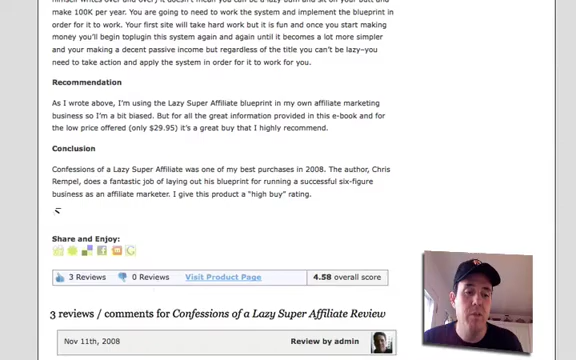 himself writes over and over) it doesn't mean you can be a lazy bum and sit on your butt and
make 100K per year. You are going to need to work the system and implement the blueprint in
order for it to work. Your first site will take hard work but it is fun and once you start making
money you'll begin toplugin this system again and again until it becomes a lot more simpler
and your making a decent passive income but regardless of the title you can't be lazy–you
need to take action and apply the system in order for it to work for you.
Recommendation
As I wrote above, I'm using the Lazy Super Affiliate blueprint in my own affiliate marketing
business so I'm a bit biased. But for all the great information provided in this e-book and for
the low price offered (only $29.95) it's a great buy that I highly recommend.
Conclusion
Confessions of a Lazy Super Affiliate was one of my best purchases in 2008. The author, Chris
Rempel, does a fantastic job of laying out his blueprint for running a successful six-figure
business as an affiliate marketer. I give this product a "high buy" rating.
Share and Enjoy:
3 Reviews 0 Reviews Visit Product Page 4.58 overall score
3 reviews / comments for Confessions of a Lazy Super Affiliate Review
Nov 11th, 2008 Review by admin